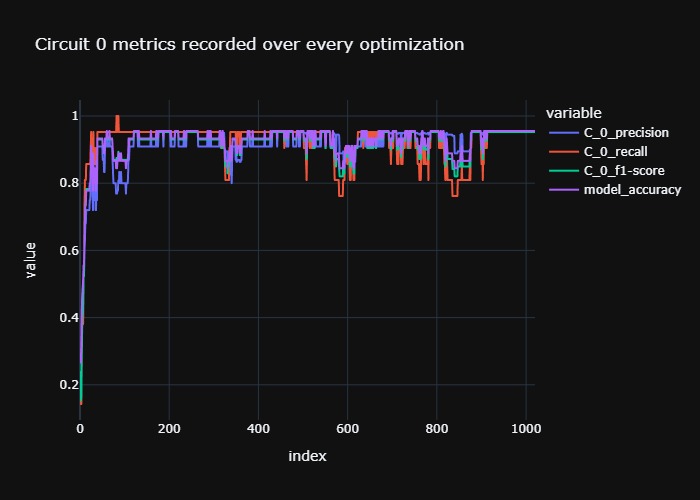 Circuit 0 metrics recorded over every optimization
variable
C_0_precision
C_0_recall
C_0_f1-score
model_accuracy
1
0.8
0.6
0.4
0.2
value
0 200 400 600 800 1000
index